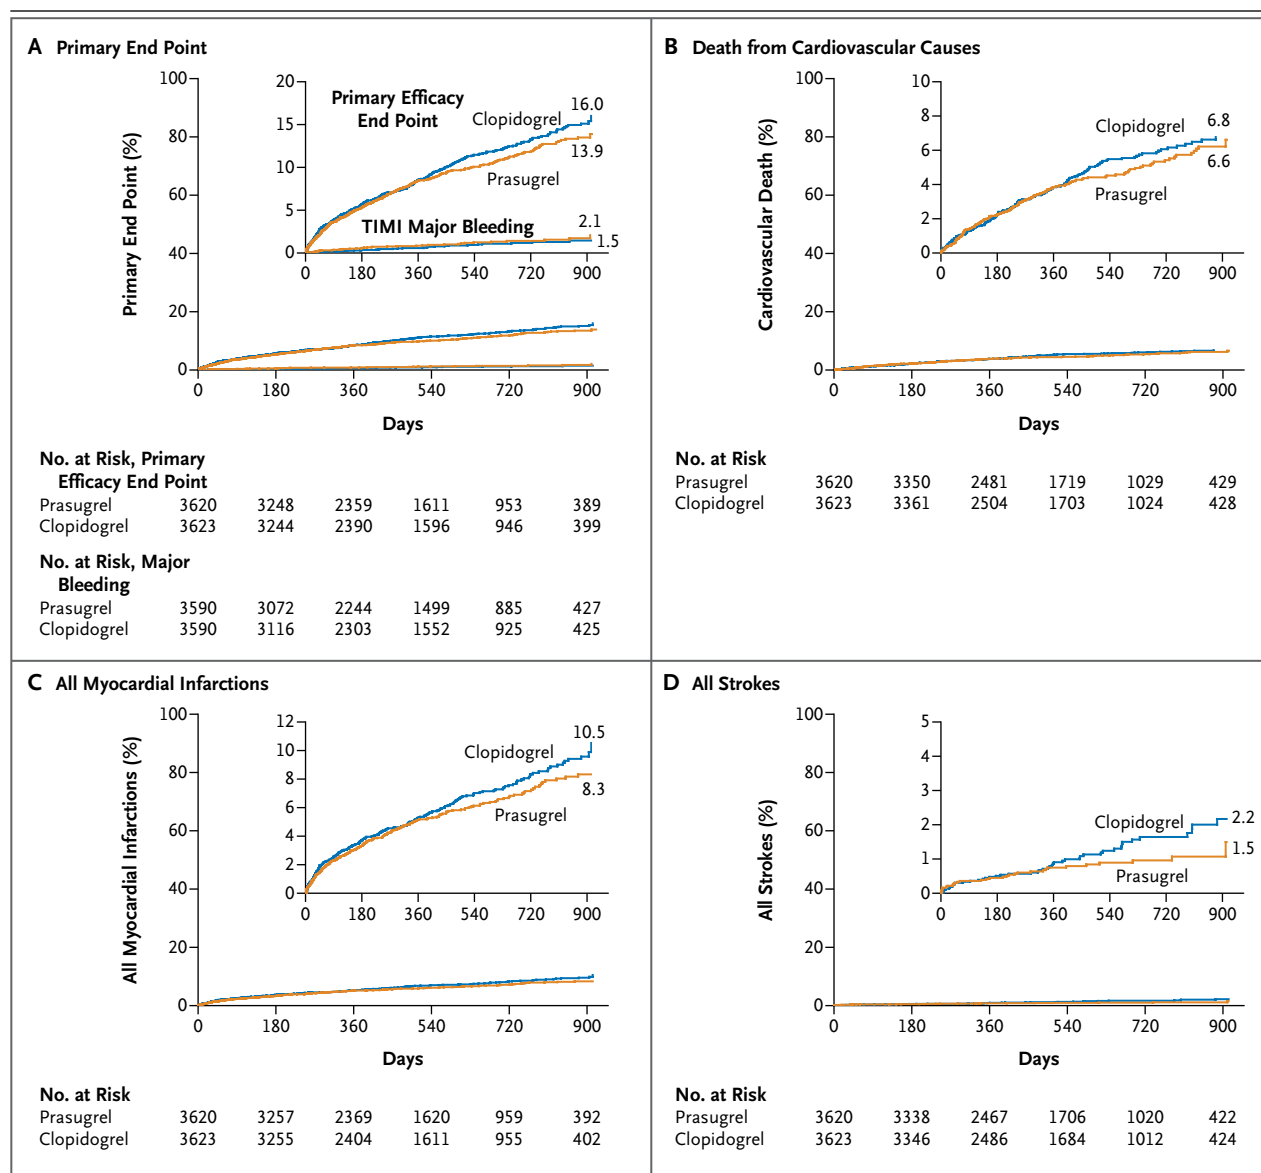 A Primary End Point
Primary End Point (%)
100
80
60
40
20
0
20
15
10
5
0
Primary Efficacy
End Point
Clopidogrel
16.0
13.9
Prasugrel
TIMI Major Bleeding
2.1
1.5
0 180 360 540 720 900
0 180 360 540 720 900
Days
No. at Risk, Primary
Efficacy End Point
Prasugrel 3620 3248 2359 1611 953 389
Clopidogrel 3623 3244 2390 1596 946 399
No. at Risk, Major
Bleeding
Prasugrel 3590 3072 2244 1499 885 427
Clopidogrel 3590 3116 2303 1552 925 425
B Death from Cardiovascular Causes
Cardiovascular Death (%)
100
80
60
40
20
0
10
8
6
4
2
0
Clopidogrel
6.8
6.6
Prasugrel
0 180 360 540 720 900
0 180 360 540 720 900
Days
No. at Risk
Prasugrel 3620 3350 2481 1719 1029 429
Clopidogrel 3623 3361 2504 1703 1024 428
C All Myocardial Infarctions
All Myocardial Infarctions (%)
100
80
60
40
20
0
12
10
8
6
4
2
0
Clopidogrel
10.5
8.3
Prasugrel
0 180 360 540 720 900
0 180 360 540 720 900
Days
No. at Risk
Prasugrel 3620 3257 2369 1620 959 392
Clopidogrel 3623 3255 2404 1611 955 402
D All Strokes
All Strokes (%)
100
80
60
40
20
0
5
4
3
2
1
0
Clopidogrel
2.2
1.5
Prasugrel
0 180 360 540 720 900
0 180 360 540 720 900
Days
No. at Risk
Prasugrel 3620 3338 2467 1706 1020 422
Clopidogrel 3623 3346 2486 1684 1012 424